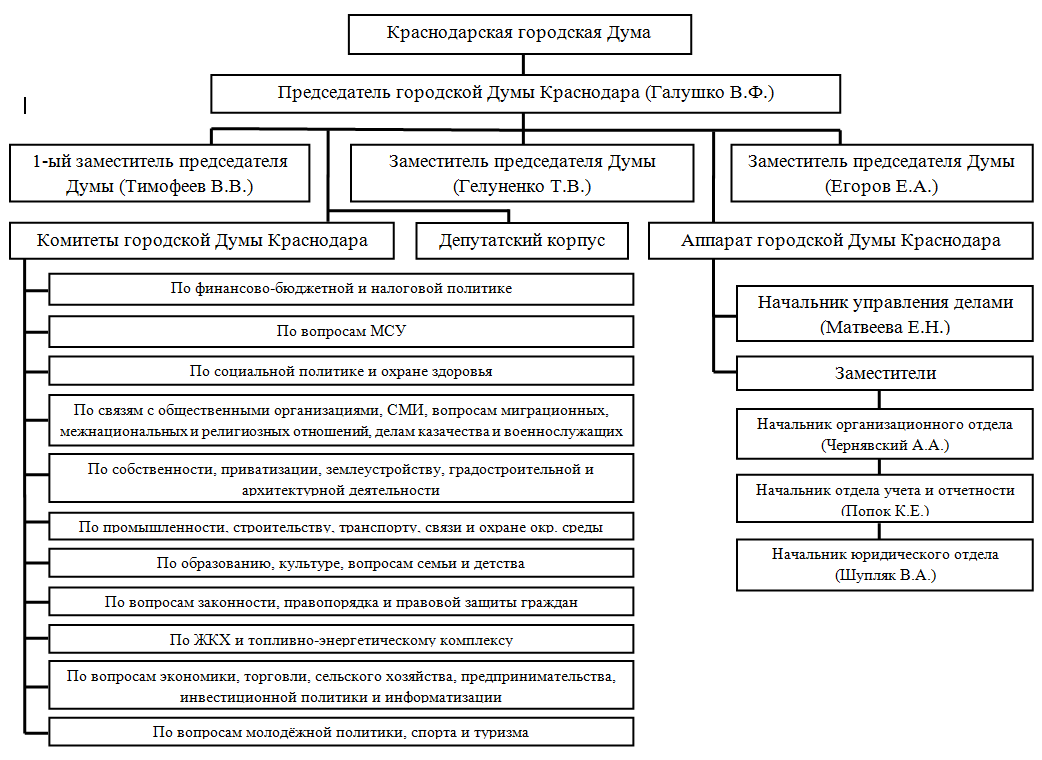 Краснодарская городская Дума
Председатель городской Думы Краснодара (Галушко В.Ф.)
1-ый заместитель председателя
Думы (Тимофеев В.В.)
Заместитель председателя Думы
(Гелуненко Т.В.)
Заместитель председателя Думы
(Егоров Е.А.)
Комитеты городской Думы Краснодара
Депутатский корпус
Аппарат городской Думы Краснодара
По финансово-бюджетной и налоговой политике
По вопросам МСУ
По социальной политике и охране здоровья
По связям с общественными организациями, СМИ, вопросам миграционных,
межнациональных и религиозных отношений, делам казачества и военнослужащих
По собственности, приватизации, землеустройству, градостроительной и
архитектурной деятельности
По промышленности, строительству, транспорту, связи и охране окр. среды
По образованию, культуре, вопросам семьи и детства
По вопросам законности, правопорядка и правовой защиты граждан
По ЖКХ и топливно-энергетическому комплексу
По вопросам экономики, торговли, сельского хозяйства, предпринимательства,
инвестиционной политики и информатизации
По вопросам молодёжной политики, спорта и туризма
Начальник управления делами
(Матвеева Е.Н.)
Заместители
Начальник организационного отдела
(Чернявский А.А.)
Начальник отдела учета и отчетности
(Попок К.Е.)
Начальник юридического отдела
(Шупляк В.А.)